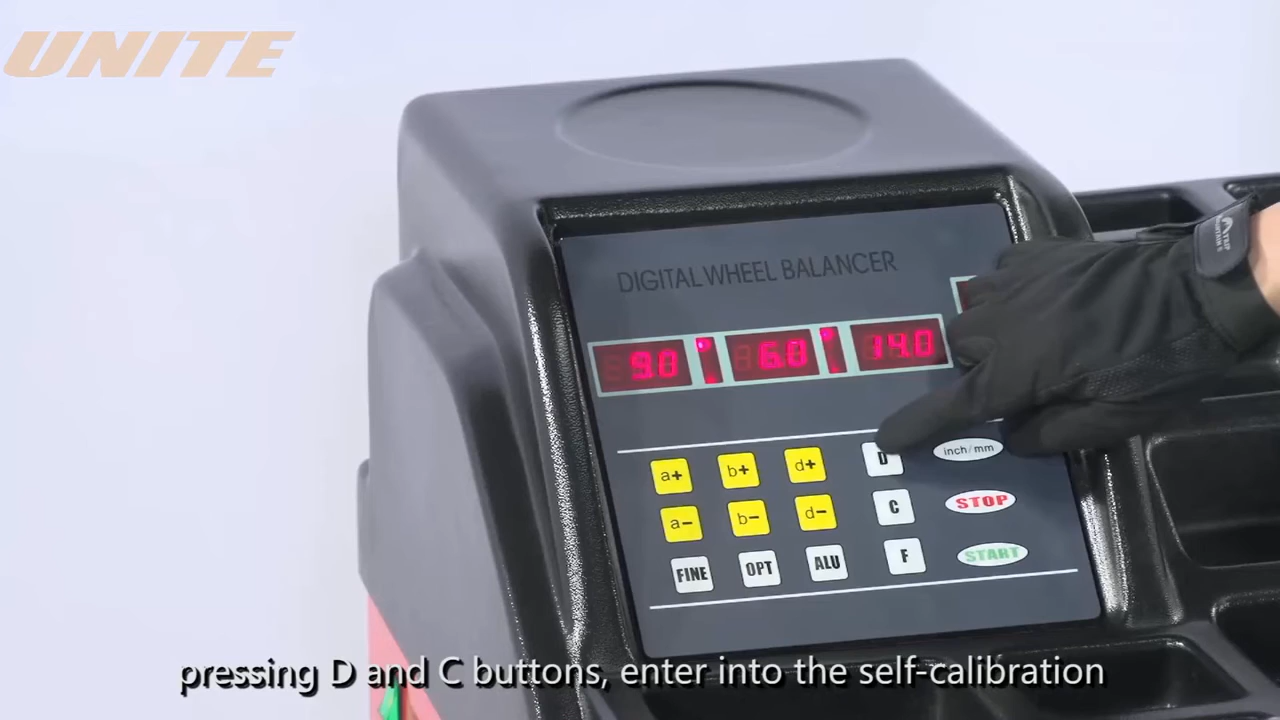 UNITE
DIGITAL WHEEL BALANCER
9.0 6.0 14.0
a+ b+ d+ D inch/mm
a- b- d- C STOP
FINE OPT ALU F START
pressing D and C buttons, enter into the self-calibration